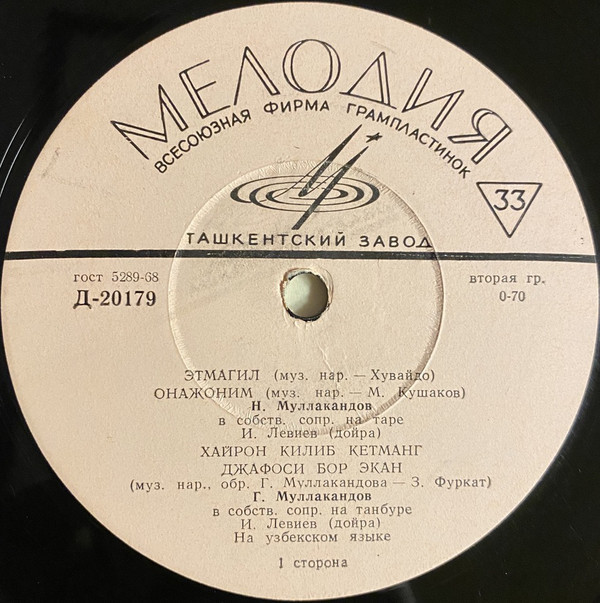 МЕЛОДИЯ
ВСЕСОЮЗНАЯ ФИРМА ГРАМПЛАСТИНОК
33
ТАШКЕНТСКИЙ ЗАВОД
гост 5289-68
Д-20179
вторая гр.
0-70
ЭТМАГИЛ (муз. нар. — Хувайдо)
ОНАЖОНИМ (муз. нар. — М. Кушаков)
Н. Муллакандов
в собств. сопр. на таре
И. Левиев (дойра)
ХАЙРОН КИЛИБ КЕТМАНГ
ДЖАФОСИ БОР ЭКАН
(муз. нар., обр. Г. Муллакандова — З. Фуркат)
Г. Муллакандов
в собств. сопр. на танбуре
И. Левиев (дойра)
На узбекском языке
1 сторона